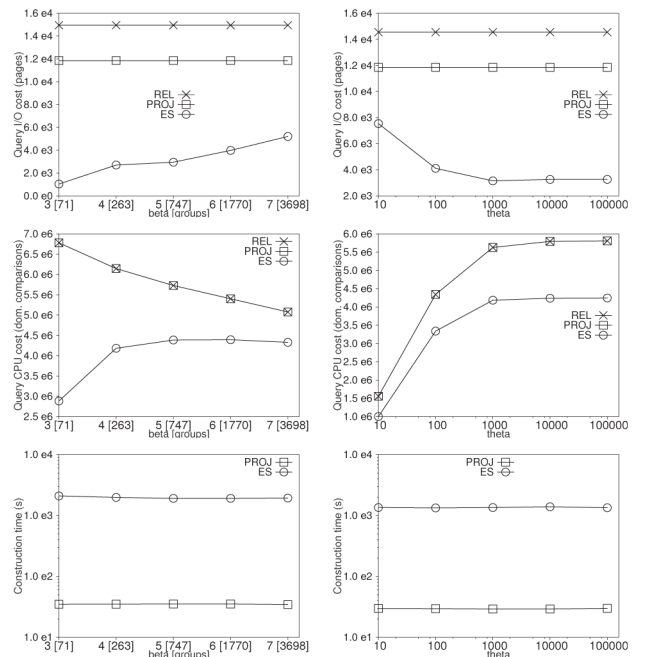 Query I/O cost (pages)
1.6 e4
1.4 e4
1.2 e4
1.0 e4
8.0 e3
6.0 e3
4.0 e3
2.0 e3
0.0 e0
REL
PROJ
ES
3 [71] 4 [263] 5 [747] 6 [1770] 7 [3698]
beta [groups]
Query I/O cost (pages)
1.6 e4
1.4 e4
1.2 e4
1.0 e4
8.0 e3
6.0 e3
4.0 e3
2.0 e3
REL
PROJ
ES
10 100 1000 10000 100000
theta
Query CPU cost (dom. comparisons)
7.0 e6
6.5 e6
6.0 e6
5.5 e6
5.0 e6
4.5 e6
4.0 e6
3.5 e6
3.0 e6
2.5 e6
REL
PROJ
ES
3 [71] 4 [263] 5 [747] 6 [1770] 7 [3698]
beta [groups]
Query CPU cost (dom. comparisons)
6.0 e6
5.5 e6
5.0 e6
4.5 e6
4.0 e6
3.5 e6
3.0 e6
2.5 e6
2.0 e6
1.5 e6
1.0 e6
REL
PROJ
ES
10 100 1000 10000 100000
theta
Construction time (s)
1.0 e4
1.0 e3
1.0 e2
1.0 e1
PROJ
ES
3 [71] 4 [263] 5 [747] 6 [1770] 7 [3698]
beta [groups]
Construction time (s)
1.0 e4
1.0 e3
1.0 e2
1.0 e1
PROJ
ES
10 100 1000 10000 100000
theta